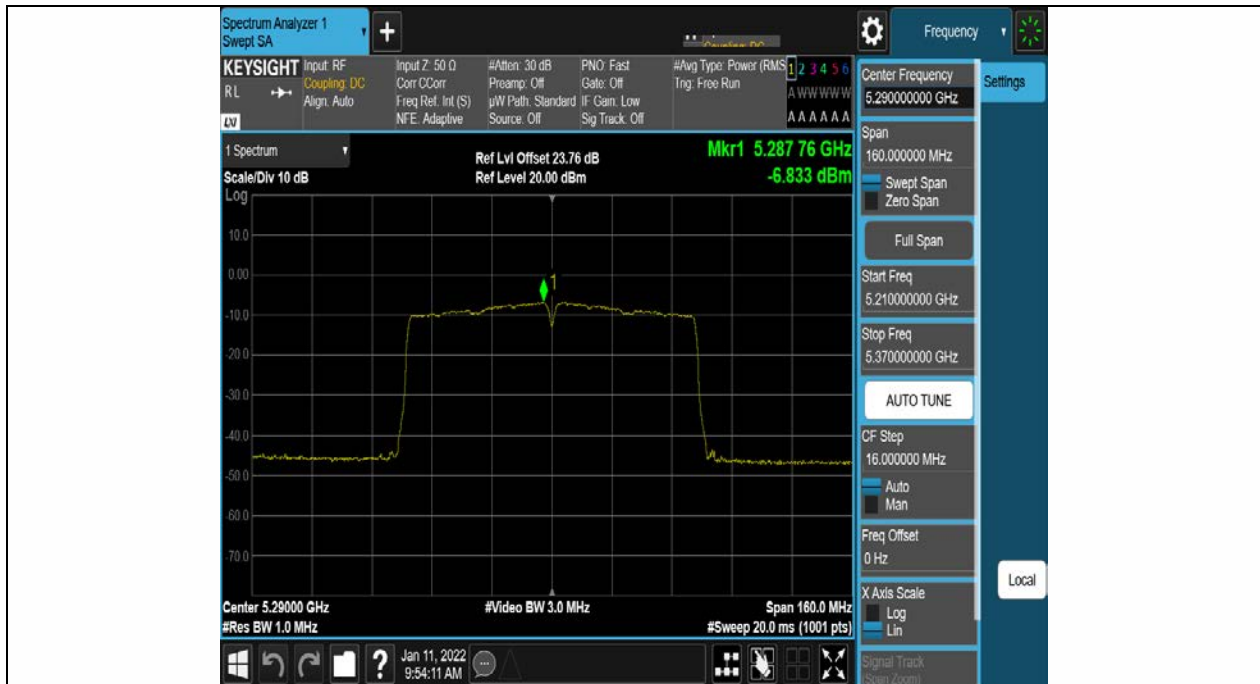 Spectrum Analyzer 1
Swept SA
+
Frequency
KEYSIGHT
RL
LXI
Input: RF
Coupling: DC
Align: Auto
Input Z: 50 Ω
Corr CCorr
Freq Ref: Int (S)
NFE: Adaptive
#Atten: 30 dB
Preamp: Off
µW Path: Standard
Source: Off
PNO: Fast
Gate: Off
IF Gain: Low
Sig Track: Off
#Avg Type: Power (RMS
Trig: Free Run
1 2 3 4 5 6
A W W W W W
A A A A A A
1 Spectrum
Scale/Div 10 dB
Log
Ref Lvl Offset 23.76 dB
Ref Level 20.00 dBm
Mkr1 5.287 76 GHz
-6.833 dBm
10.0
0.00
-10.0
-20.0
-30.0
-40.0
-50.0
-60.0
-70.0
1
Center 5.29000 GHz
#Res BW 1.0 MHz
#Video BW 3.0 MHz
Span 160.0 MHz
#Sweep 20.0 ms (1001 pts)
?
Jan 11, 2022
9:54:11 AM
Center Frequency
5.290000000 GHz
Span
160.000000 MHz
Swept Span
Zero Span
Full Span
Start Freq
5.210000000 GHz
Stop Freq
5.370000000 GHz
AUTO TUNE
CF Step
16.000000 MHz
Auto
Man
Freq Offset
0 Hz
X Axis Scale
Log
Lin
Signal Track
(Span Zoom)
Settings
Local